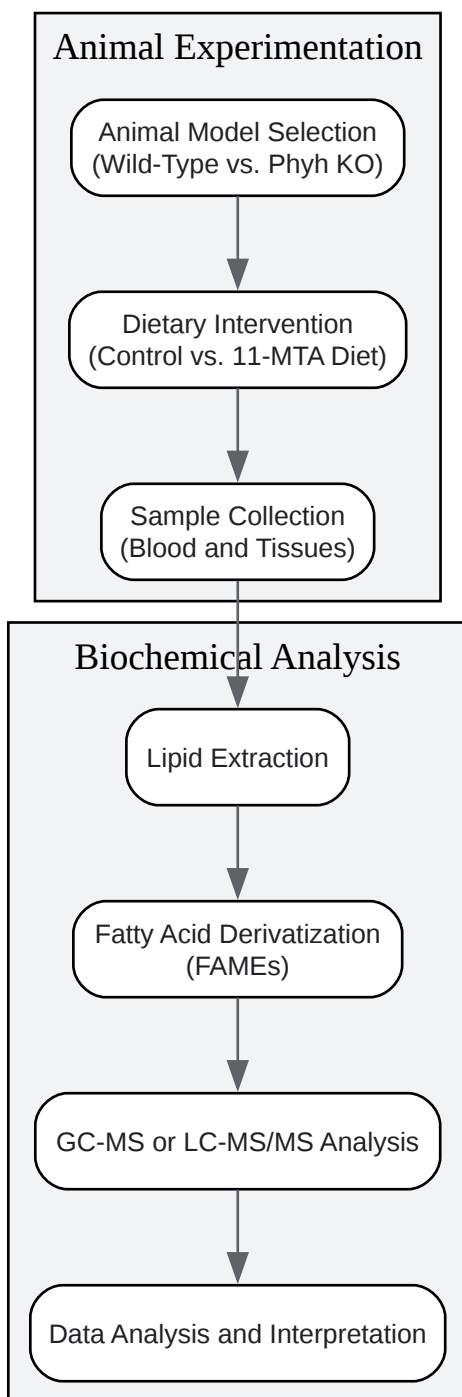 Animal Experimentation
Animal Model Selection
(Wild-Type vs. Phyh KO)
Dietary Intervention
(Control vs. 11-MTA Diet)
Sample Collection
(Blood and Tissues)
Biochemical Analysis
Lipid Extraction
Fatty Acid Derivatization
(FAMEs)
GC-MS or LC-MS/MS Analysis
Data Analysis and Interpretation